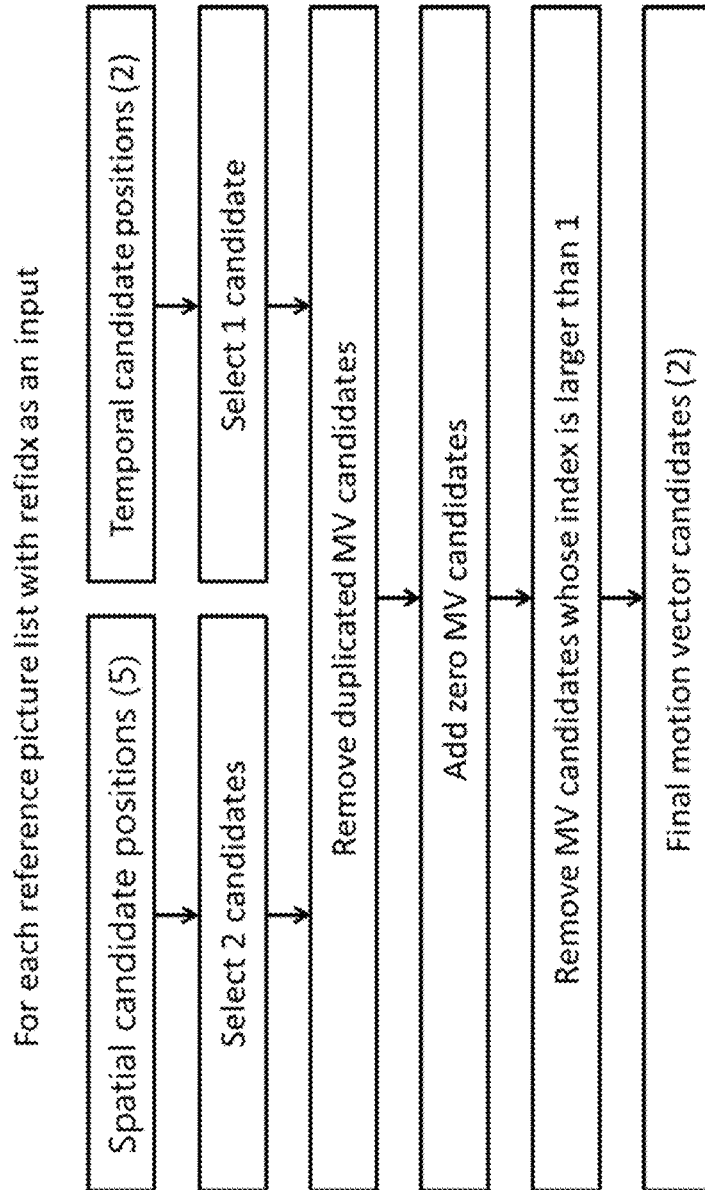 For each reference picture list with refidx as an input
Spatial candidate positions (5)
Temporal candidate positions (2)
Select 2 candidates
Select 1 candidate
Remove duplicated MV candidates
Add zero MV candidates
Remove MV candidates whose index is larger than 1
Final motion vector candidates (2)